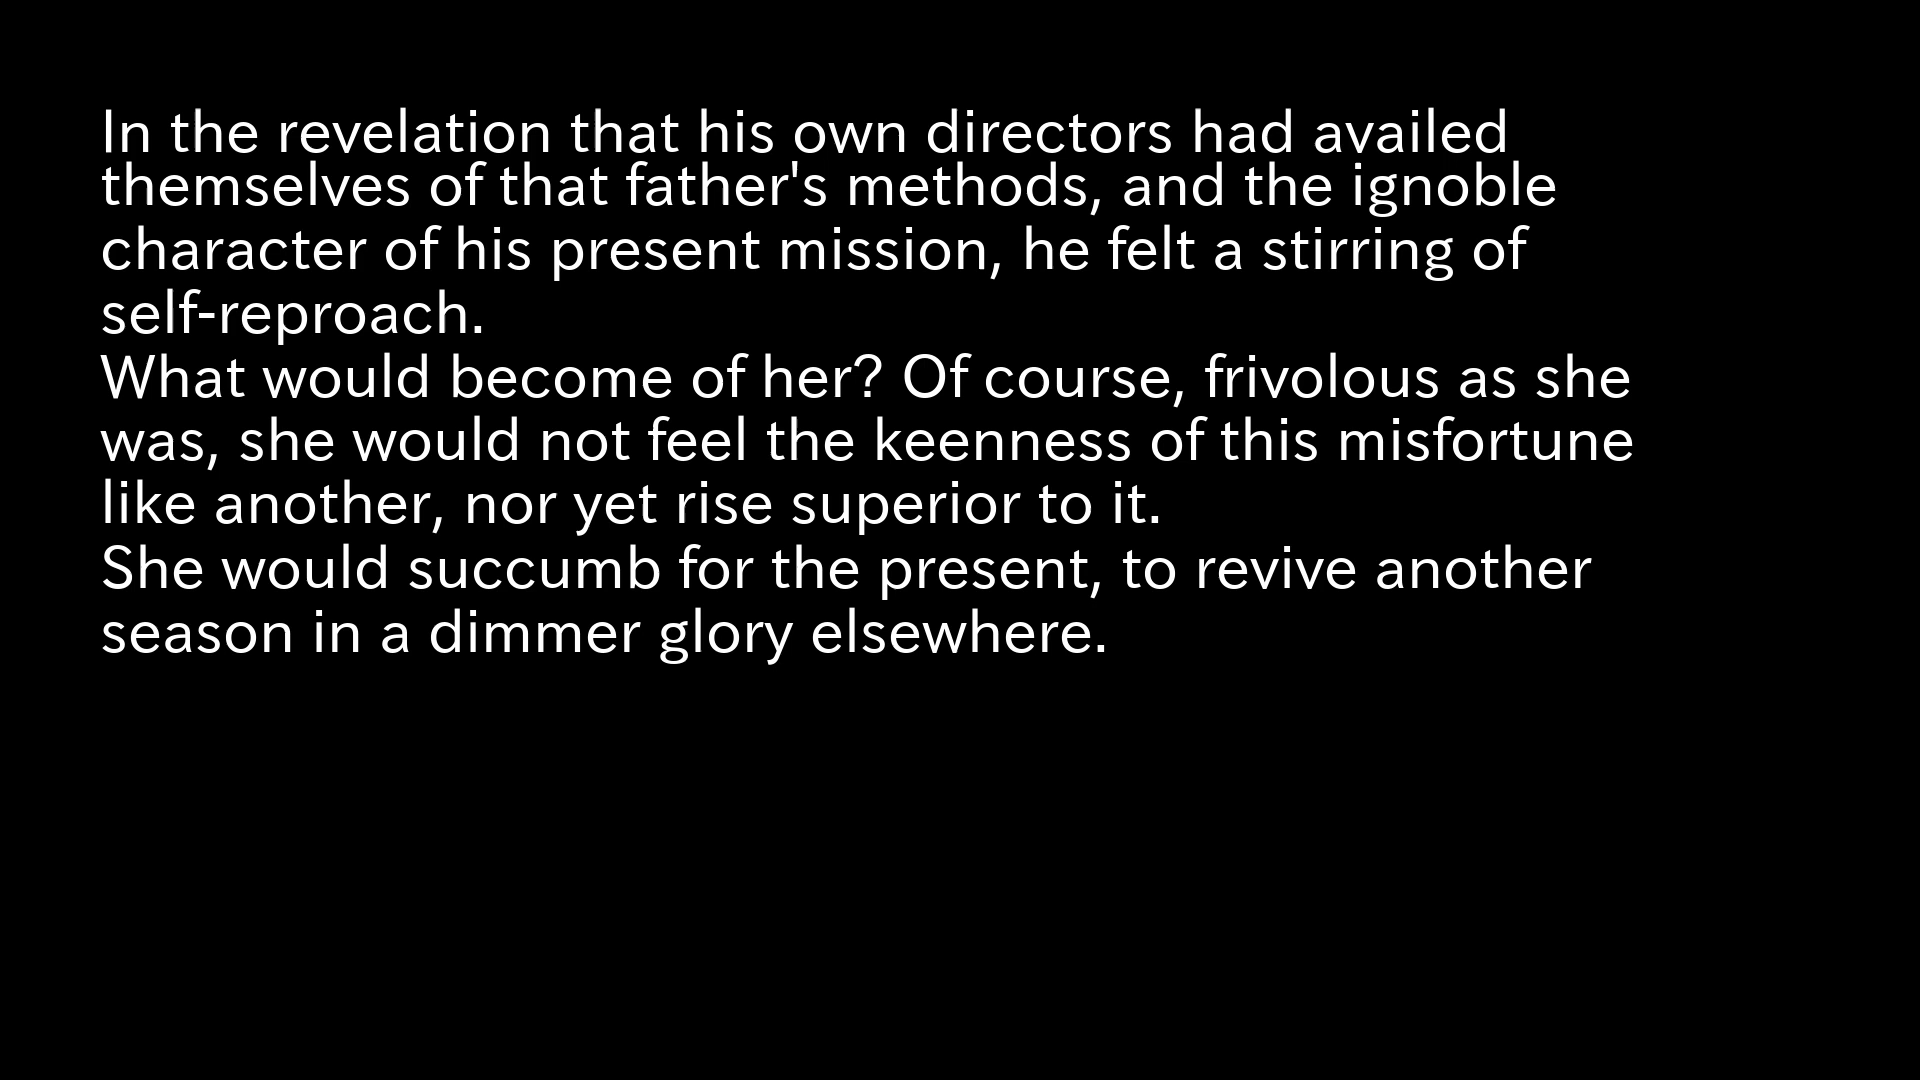 In the revelation that his own directors had availed
themselves of that father's methods, and the ignoble
character of his present mission, he felt a stirring of
self-reproach.
What would become of her? Of course, frivolous as she
was, she would not feel the keenness of this misfortune
like another, nor yet rise superior to it.
She would succumb for the present, to revive another
season in a dimmer glory elsewhere.